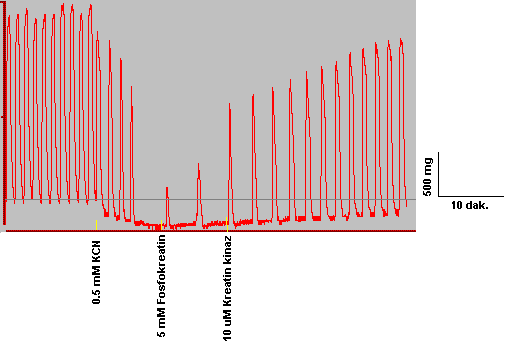 500 mg
10 dak.
0.5 mM KCN
5 mM Fosfokreatin
10 uM Kreatin kinaz